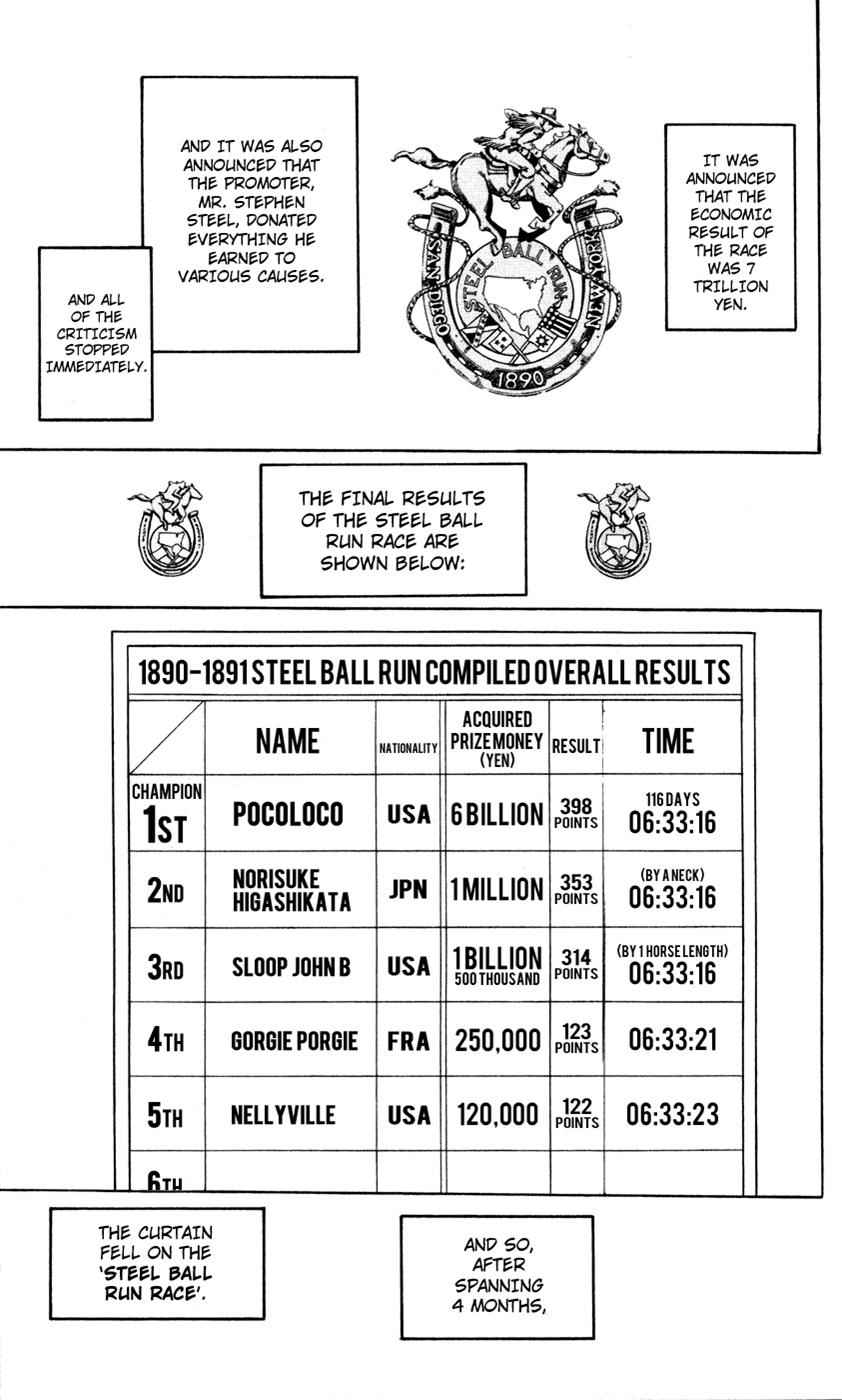 IT WAS
ANNOUNCED
THAT THE
ECONOMIC
RESULT OF
THE RACE
WAS 7
TRILLION
YEN.
SAN DIEGO
STEEL BALL RUN
NEW YORK
1890
AND IT WAS ALSO
ANNOUNCED THAT
THE PROMOTER,
MR. STEPHEN
STEEL, DONATED
EVERYTHING HE
EARNED TO
VARIOUS CAUSES.
AND ALL
OF THE
CRITICISM
STOPPED
IMMEDIATELY.
THE FINAL RESULTS
OF THE STEEL BALL
RUN RACE ARE
SHOWN BELOW:
1890-1891 STEEL BALL RUN COMPILED OVERALL RESULTS
NAME NATIONALITY ACQUIRED PRIZE MONEY (YEN) RESULT TIME
CHAMPION 1ST POCOLOCO USA 6 BILLION 398 POINTS 116 DAYS 06:33:16
2ND NORISUKE HIGASHIKATA JPN 1 MILLION 353 POINTS (BY A NECK) 06:33:16
3RD SLOOP JOHN B USA 1 BILLION 500 THOUSAND 314 POINTS (BY 1 HORSE LENGTH) 06:33:16
4TH GORGIE PORGIE FRA 250,000 123 POINTS 06:33:21
5TH NELLYVILLE USA 120,000 122 POINTS 06:33:23
6TH
AND SO,
AFTER
SPANNING
4 MONTHS,
THE CURTAIN
FELL ON THE
'STEEL BALL
RUN RACE'.